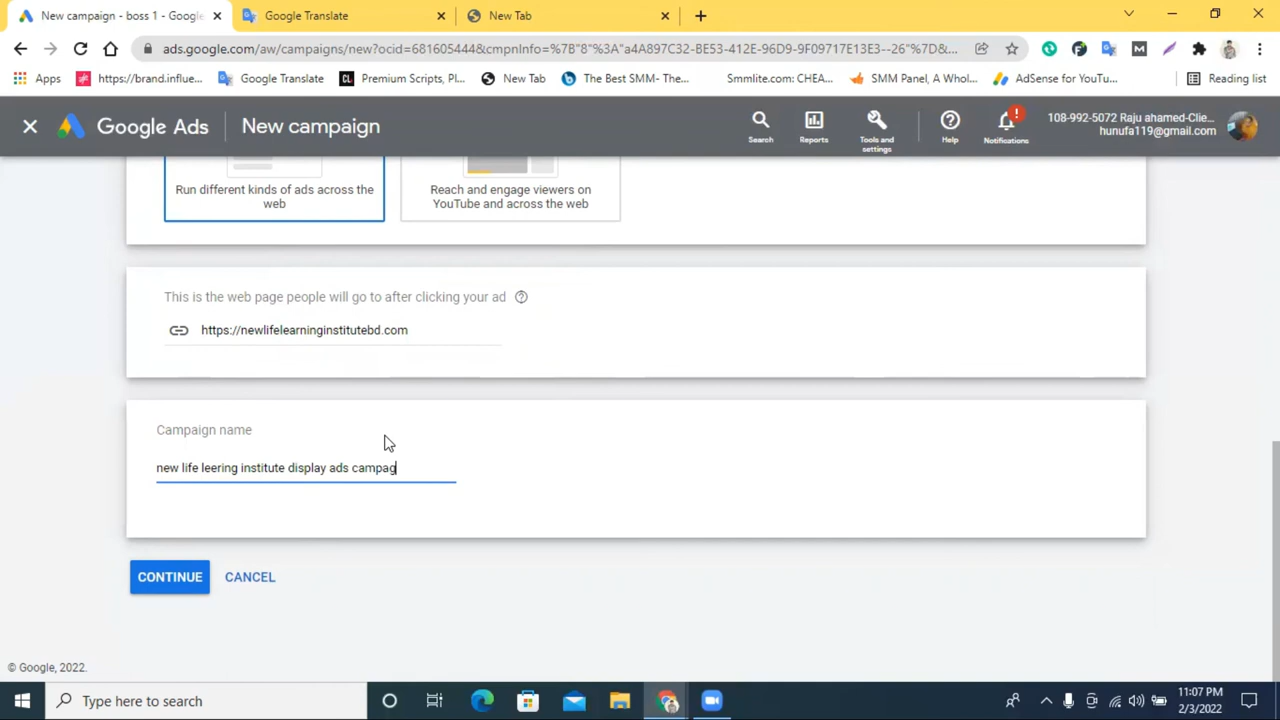 New campaign - boss 1 - Google
Google Translate
New Tab
ads.google.com/aw/campaigns/new?ocid=681605444&cmpnInfo=%7B"8"%3A"a4A897C32-BE53-412E-96D9-9F09717E13E3--26"%7D&...
Apps
https://brand.influe...
Google Translate
Premium Scripts, Pl...
New Tab
The Best SMM- The...
Smmlite.com: CHEA...
SMM Panel, A Whol...
AdSense for YouTu...
Reading list
Google Ads
New campaign
Search
Reports
Tools and settings
Help
Notifications
108-992-5072 Raju ahamed-Clie...
hunufa119@gmail.com
Run different kinds of ads across the
web
Reach and engage viewers on
YouTube and across the web
This is the web page people will go to after clicking your ad
https://newlifelearninginstitutebd.com
Campaign name
new life leering institute display ads campag
CONTINUE
CANCEL
© Google, 2022.
Type here to search
11:07 PM
2/3/2022